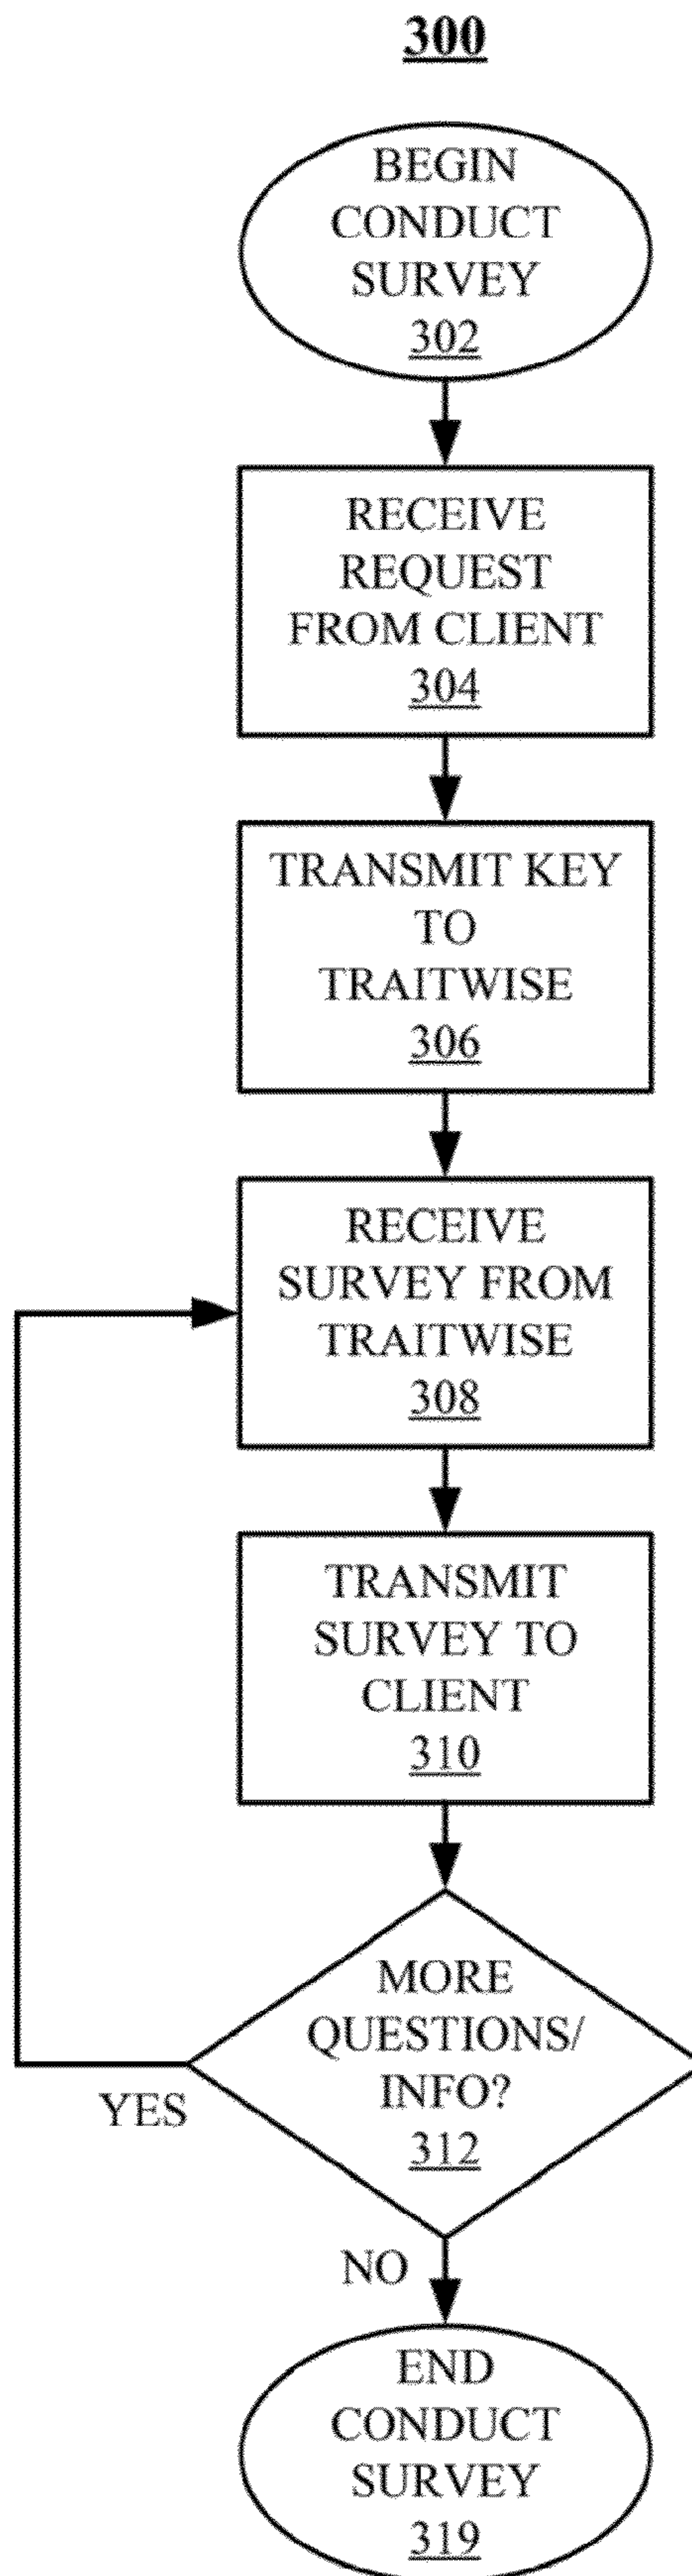 300
BEGIN
CONDUCT
SURVEY
302
RECEIVE
REQUEST
FROM CLIENT
304
TRANSMIT KEY
TO
TRAITWISE
306
RECEIVE
SURVEY FROM
TRAITWISE
308
TRANSMIT
SURVEY TO
CLIENT
310
MORE
QUESTIONS/
INFO?
312
YES
NO
END
CONDUCT
SURVEY
319